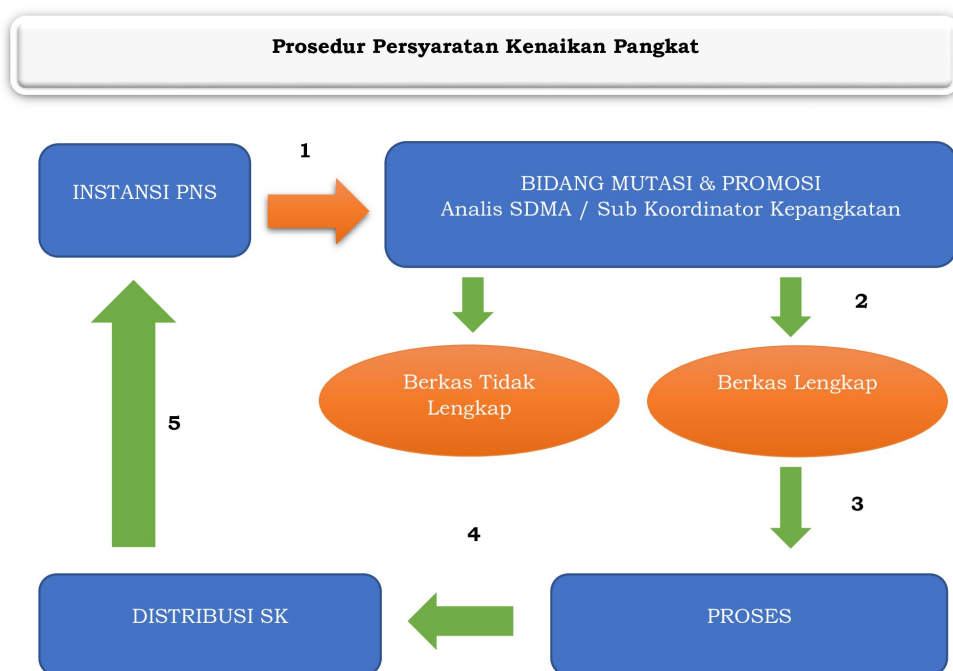 Prosedur Persyaratan Kenaikan Pangkat
1
INSTANSI PNS
BIDANG MUTASI & PROMOSI
Analis SDMA / Sub Koordinator Kepangkatan
2
Berkas Tidak
Lengkap
Berkas Lengkap
5
3
4
DISTRIBUSI SK
PROSES